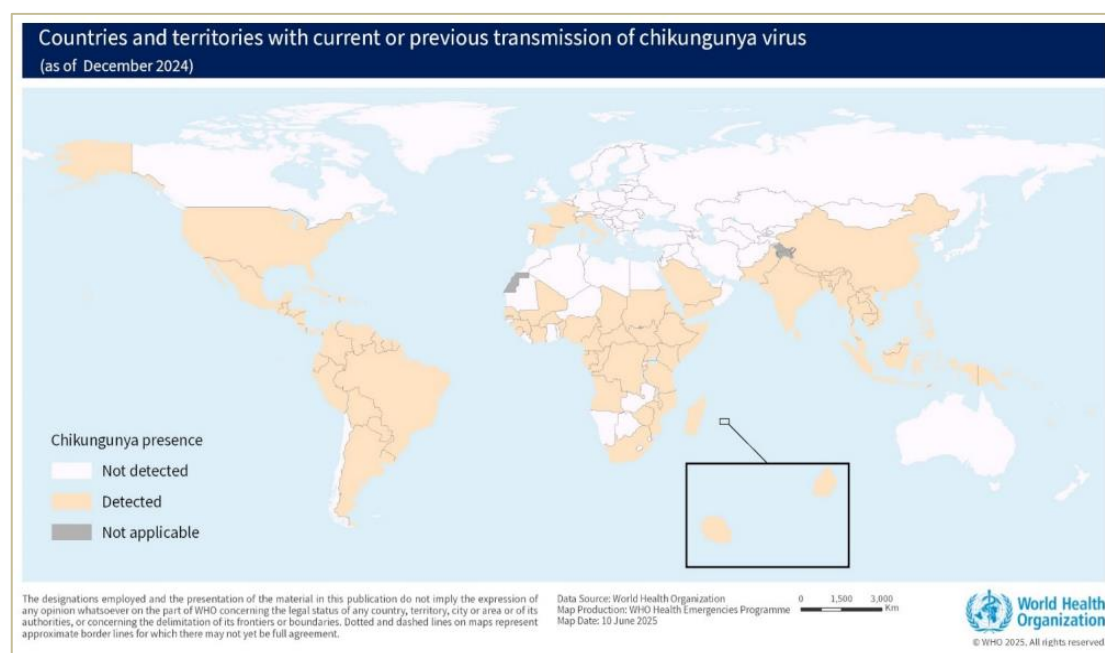 Countries and territories with current or previous transmission of chikungunya virus
(as of December 2024)
Chikungunya presence
Not detected
Detected
Not applicable
The designations employed and the presentation of the material in this publication do not imply the expression of
any opinion whatsoever on the part of WHO concerning the legal status of any country, territory, city or area or of its
authorities, or concerning the delimitation of its frontiers or boundaries. Dotted and dashed lines on maps represent
approximate border lines for which there may not yet be full agreement.
Data Source: World Health Organization
Map Production: WHO Health Emergencies Programme
Map Date: 10 June 2025
0 1,500 3,000
Km
World Health
Organization
© WHO 2025. All rights reserved.